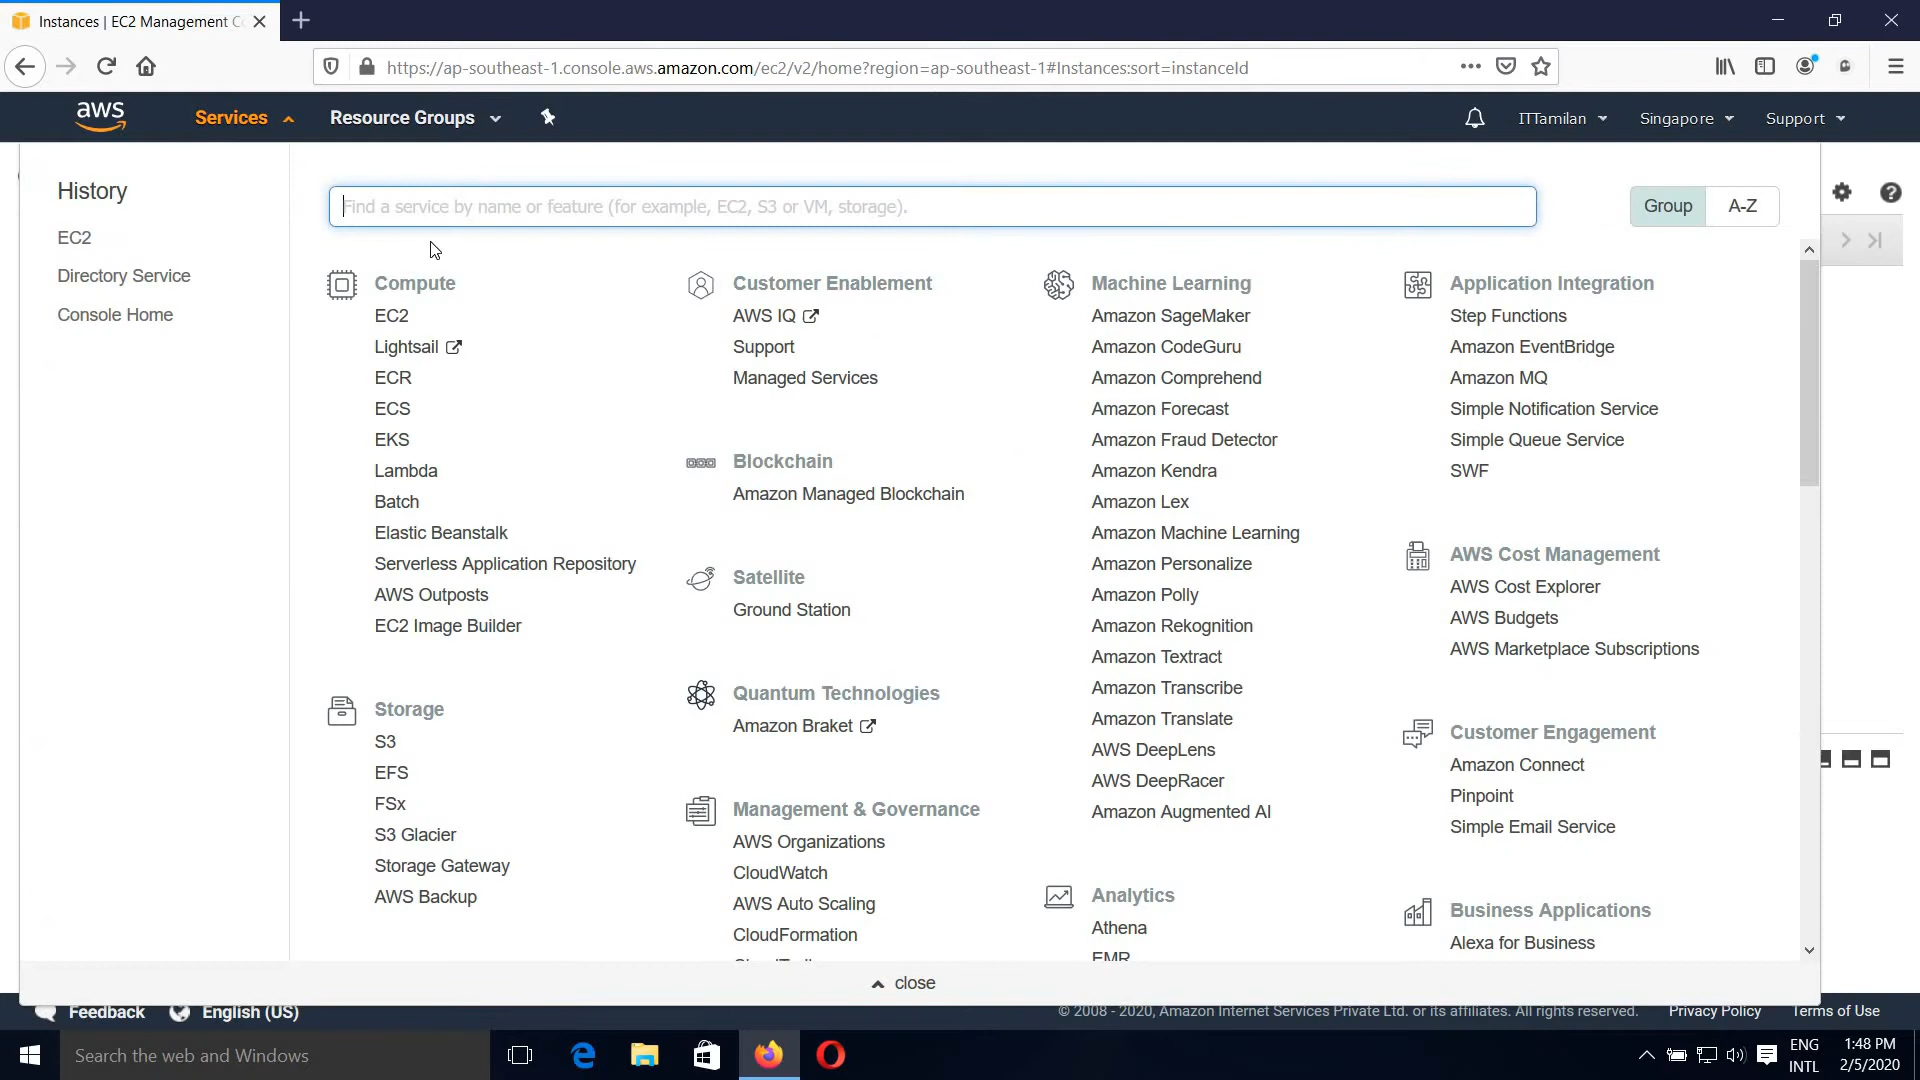 Instances | EC2 Management C
https://ap-southeast-1.console.aws.amazon.com/ec2/v2/home?region=ap-southeast-1#Instances:sort=instanceId
aws
Services
Resource Groups
ITTamilan
Singapore
Support
History
EC2
Directory Service
Console Home
Find a service by name or feature (for example, EC2, S3 or VM, storage).
Group
A-Z
Compute
EC2
Lightsail
ECR
ECS
EKS
Lambda
Batch
Elastic Beanstalk
Serverless Application Repository
AWS Outposts
EC2 Image Builder
Storage
S3
EFS
FSx
S3 Glacier
Storage Gateway
AWS Backup
Customer Enablement
AWS IQ
Support
Managed Services
Blockchain
Amazon Managed Blockchain
Satellite
Ground Station
Quantum Technologies
Amazon Braket
Management & Governance
AWS Organizations
CloudWatch
AWS Auto Scaling
CloudFormation
Machine Learning
Amazon SageMaker
Amazon CodeGuru
Amazon Comprehend
Amazon Forecast
Amazon Fraud Detector
Amazon Kendra
Amazon Lex
Amazon Machine Learning
Amazon Personalize
Amazon Polly
Amazon Rekognition
Amazon Textract
Amazon Transcribe
Amazon Translate
AWS DeepLens
AWS DeepRacer
Amazon Augmented AI
Analytics
Athena
EMR
Application Integration
Step Functions
Amazon EventBridge
Amazon MQ
Simple Notification Service
Simple Queue Service
SWF
AWS Cost Management
AWS Cost Explorer
AWS Budgets
AWS Marketplace Subscriptions
Customer Engagement
Amazon Connect
Pinpoint
Simple Email Service
Business Applications
Alexa for Business
close
Feedback
English (US)
© 2008 - 2020, Amazon Internet Services Private Ltd. or its affiliates. All rights reserved.
Privacy Policy
Terms of Use
Search the web and Windows
ENG
INTL
1:48 PM
2/5/2020